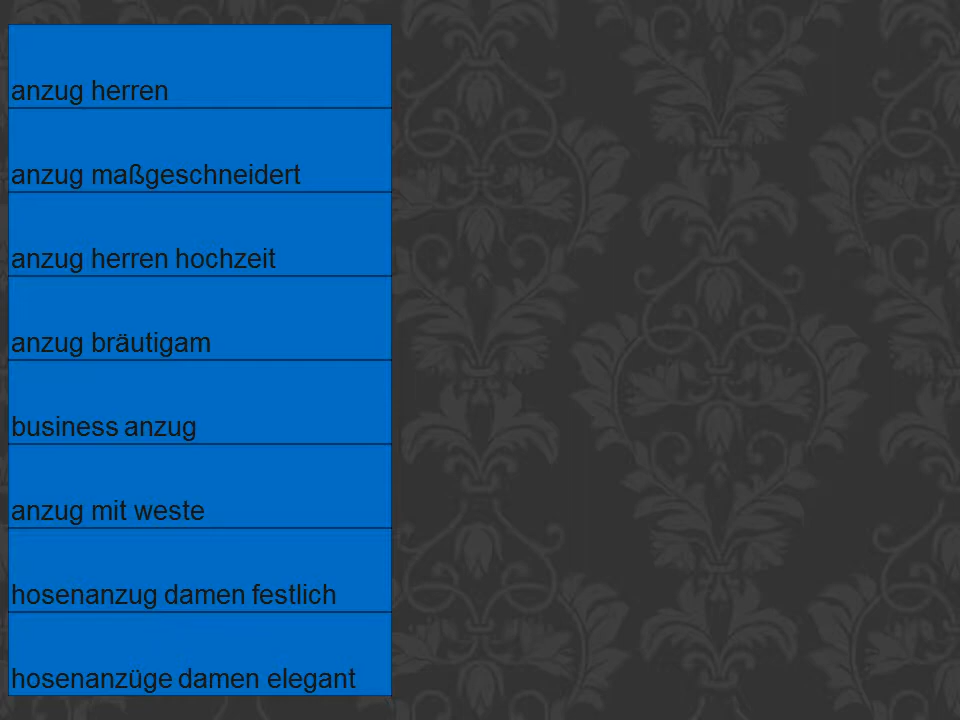 anzug herren
anzug maßgeschneidert
anzug herren hochzeit
anzug bräutigam
business anzug
anzug mit weste
hosenanzug damen festlich
hosenanzüge damen elegant